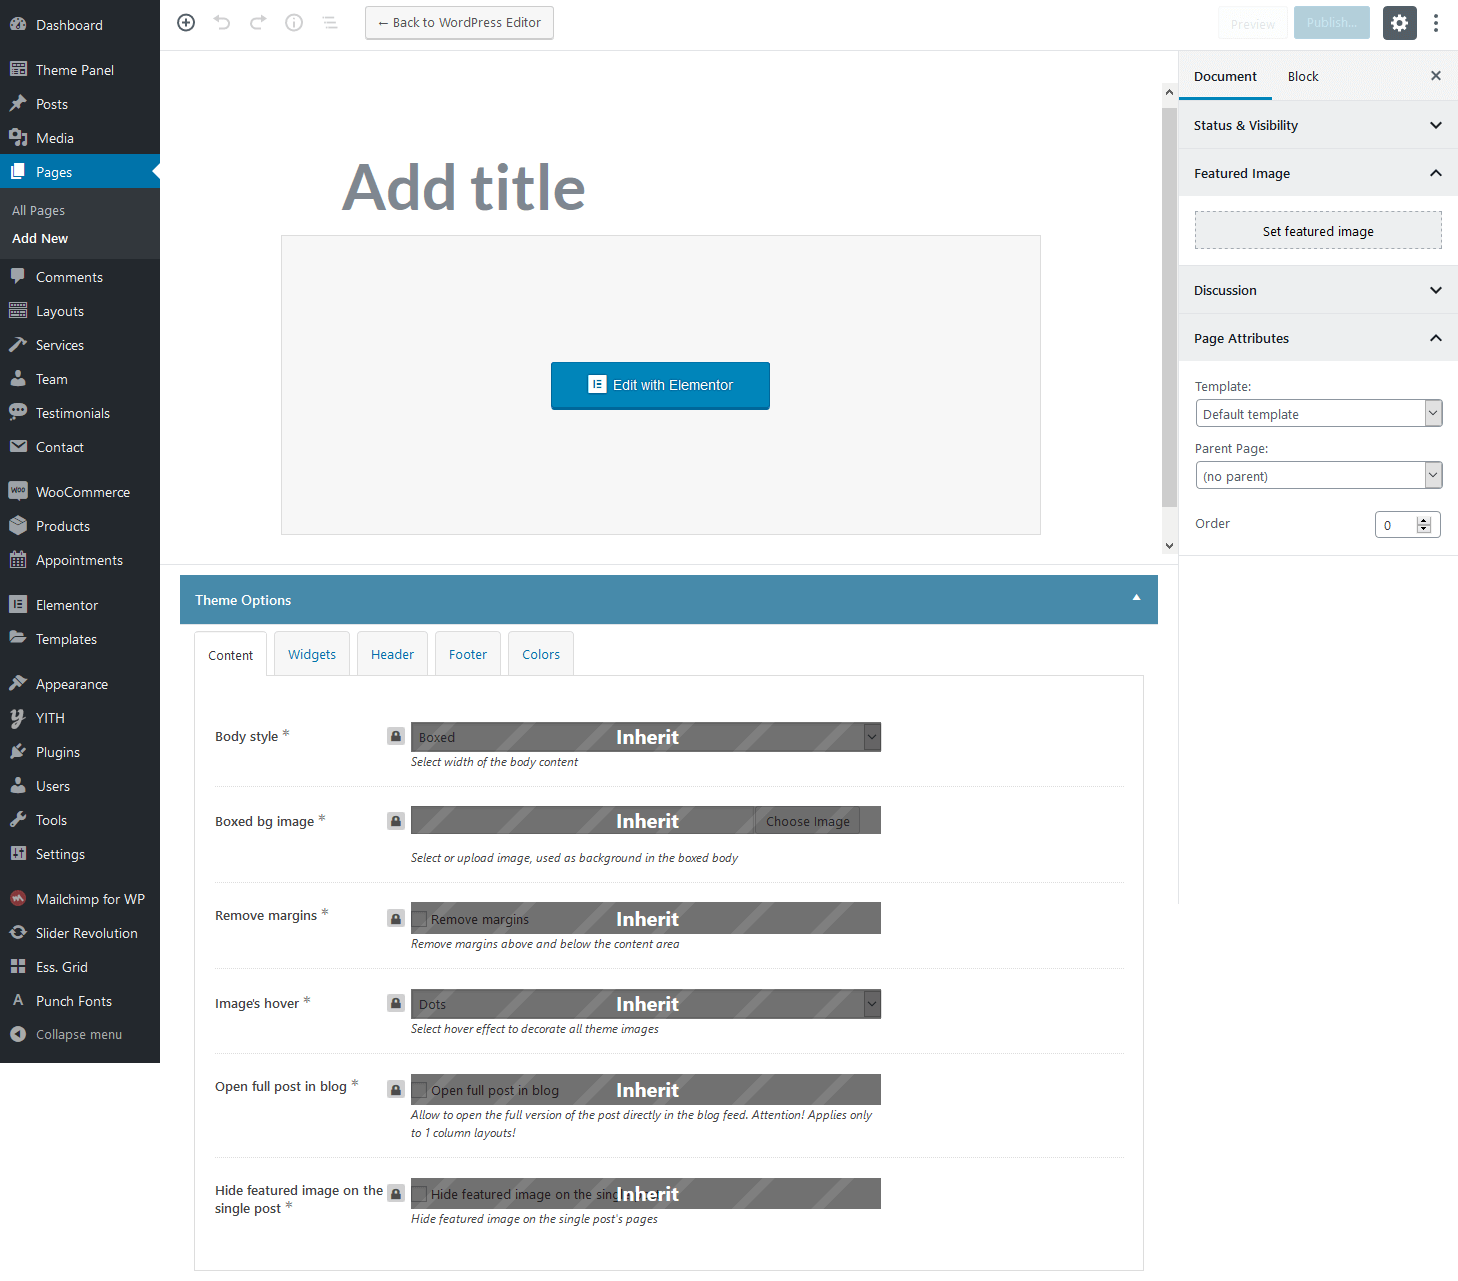 Dashboard
Theme Panel
Posts
Media
Pages
All Pages
Add New
Comments
Layouts
Services
Team
Testimonials
Contact
WooCommerce
Products
Appointments
Elementor
Templates
Appearance
YITH
Plugins
Users
Tools
Settings
Mailchimp for WP
Slider Revolution
Ess. Grid
Punch Fonts
Collapse menu
← Back to WordPress Editor
Preview
Publish...
Add title
Edit with Elementor
Document
Block
Status & Visibility
Featured Image
Set featured image
Discussion
Page Attributes
Template:
Default template
Parent Page:
(no parent)
Order
0
Theme Options
Content
Widgets
Header
Footer
Colors
Body style *
Boxed
Inherit
Select width of the body content
Boxed bg image *
Inherit
Choose Image
Select or upload image, used as background in the boxed body
Remove margins *
Remove margins
Inherit
Remove margins above and below the content area
Image's hover *
Dots
Inherit
Select hover effect to decorate all theme images
Open full post in blog *
Open full post in blog
Inherit
Allow to open the full version of the post directly in the blog feed. Attention! Applies only
to 1 column layouts!
Hide featured image on the
single post *
Hide featured image on the
Inherit
Hide featured image on the single post's pages